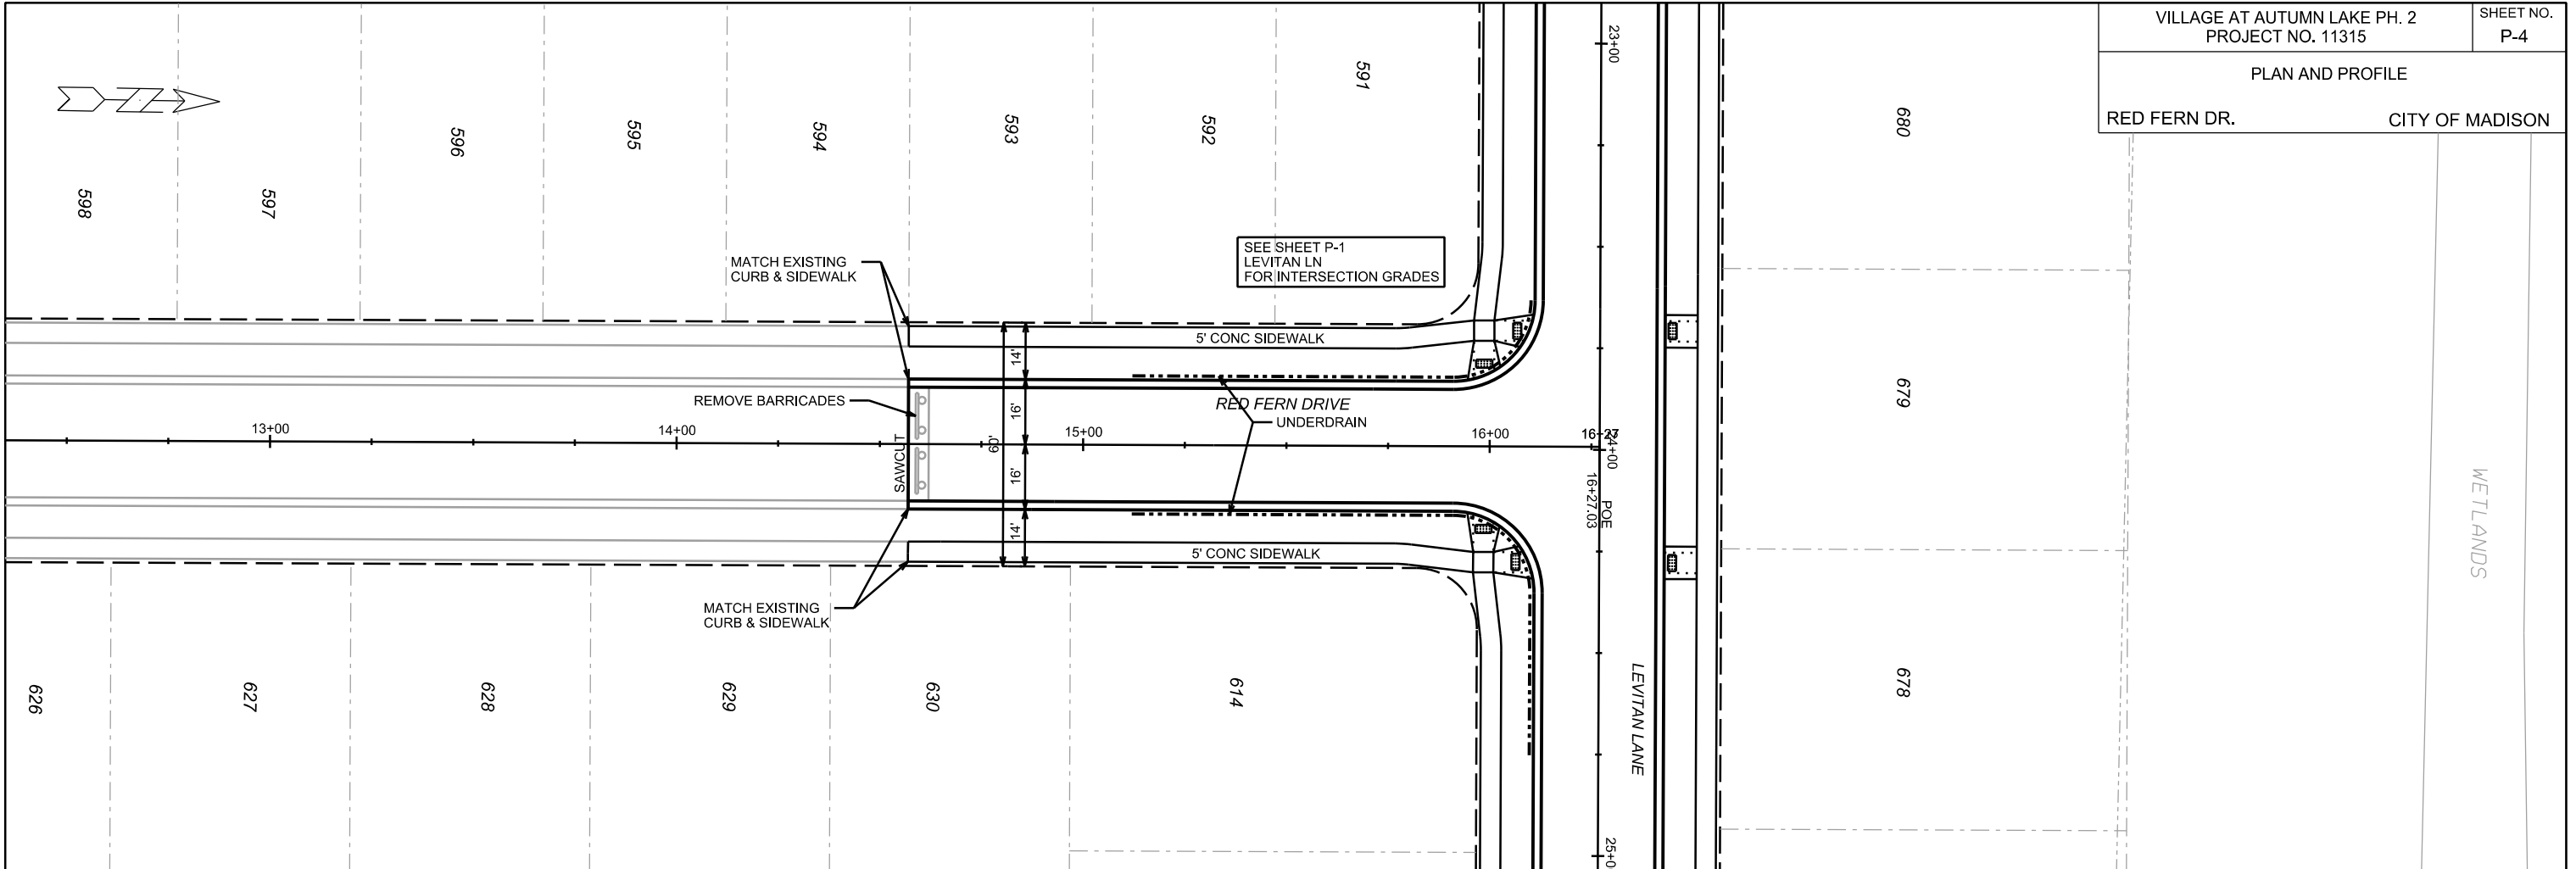 VILLAGE AT AUTUMN LAKE PH. 2
PROJECT NO. 11315
SHEET NO.
P-4
PLAN AND PROFILE
RED FERN DR.
CITY OF MADISON
598
597
596
595
594
593
592
591
23+00
680
MATCH EXISTING
CURB & SIDEWALK
SEE SHEET P-1
LEVITAN LN
FOR INTERSECTION GRADES
5' CONC SIDEWALK
14'
REMOVE BARRICADES
16'
RED FERN DRIVE
UNDERDRAIN
679
13+00
14+00
SAWCUT
60'
15+00
16+00
16+27
24+00
16'
POE
16+27.03
WETLANDS
14'
5' CONC SIDEWALK
MATCH EXISTING
CURB & SIDEWALK
626
627
628
629
630
614
LEVITAN LANE
678
25+0